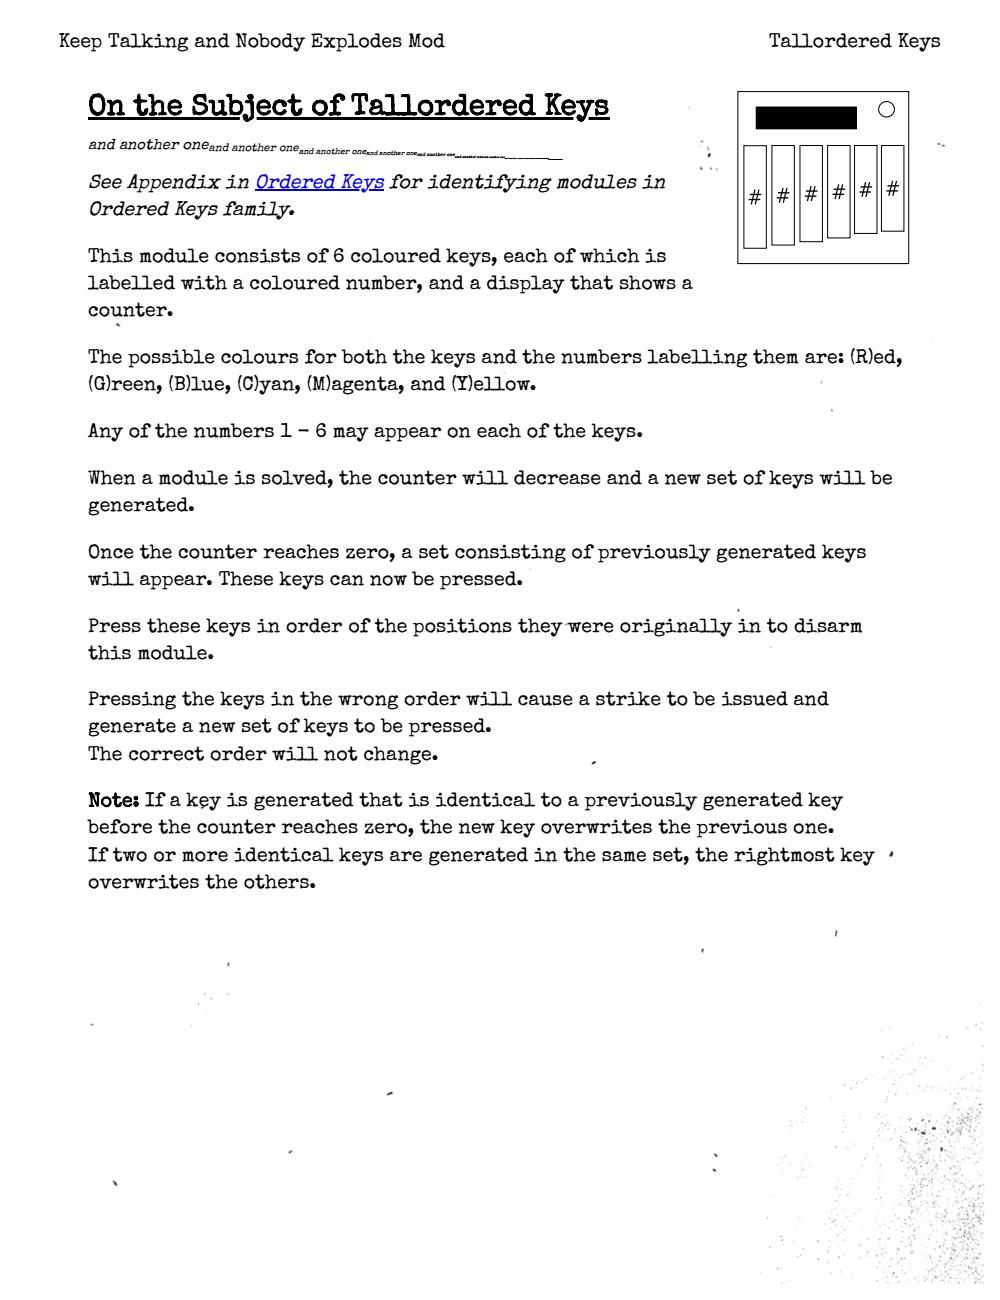 Keep Talking and Nobody Explodes Mod
Tallordered Keys
On the Subject of Tallordered Keys
and another oneand another oneand another oneand another oneand another one
See Appendix in Ordered Keys for identifying modules in
Ordered Keys family.
# # # # # #
This module consists of 6 coloured keys, each of which is
labelled with a coloured number, and a display that shows a
counter.
The possible colours for both the keys and the numbers labelling them are: (R)ed,
(G)reen, (B)lue, (C)yan, (M)agenta, and (Y)ellow.
Any of the numbers 1 – 6 may appear on each of the keys.
When a module is solved, the counter will decrease and a new set of keys will be
generated.
Once the counter reaches zero, a set consisting of previously generated keys
will appear. These keys can now be pressed.
Press these keys in order of the positions they were originally in to disarm
this module.
Pressing the keys in the wrong order will cause a strike to be issued and
generate a new set of keys to be pressed.
The correct order will not change.
Note: If a key is generated that is identical to a previously generated key
before the counter reaches zero, the new key overwrites the previous one.
If two or more identical keys are generated in the same set, the rightmost key
overwrites the others.